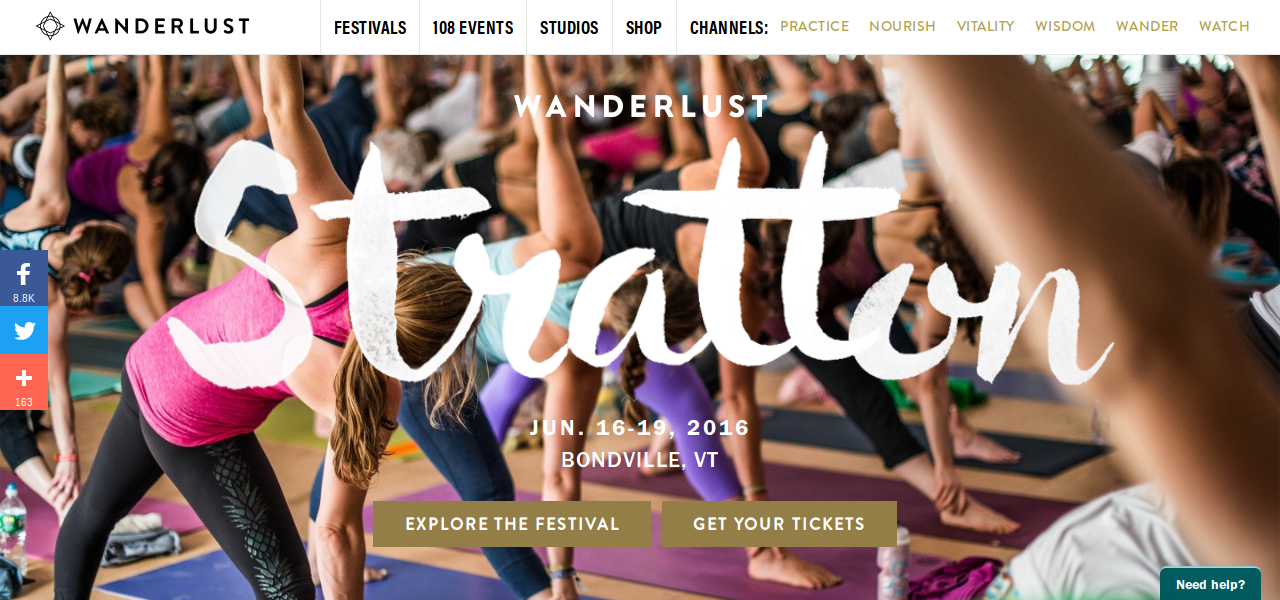 WANDERLUST
FESTIVALS 108 EVENTS STUDIOS SHOP CHANNELS: PRACTICE NOURISH VITALITY WISDOM WANDER WATCH
WANDERLUST
Stratton
8.8K
163
JUN. 16-19, 2016
BONDVILLE, VT
EXPLORE THE FESTIVAL GET YOUR TICKETS
Need help?